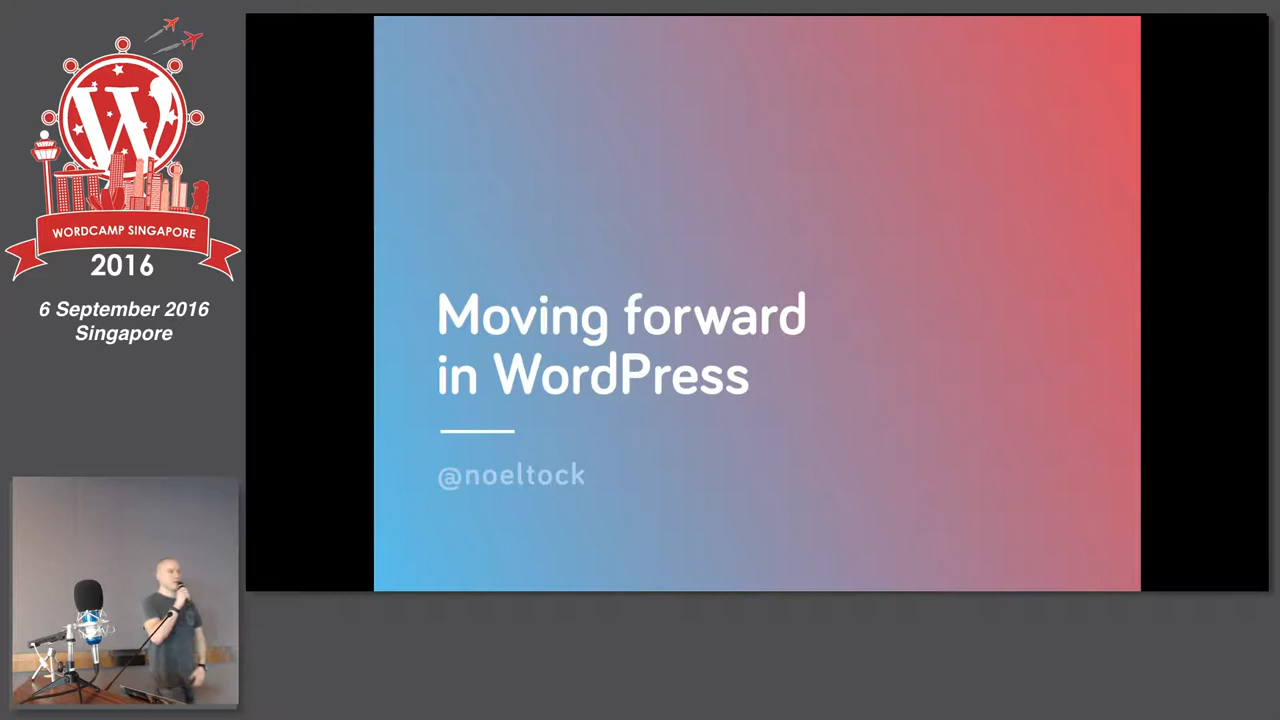 W
WORDCAMP SINGAPORE
2016
6 September 2016
Singapore
Moving forward
in WordPress
@noeltock